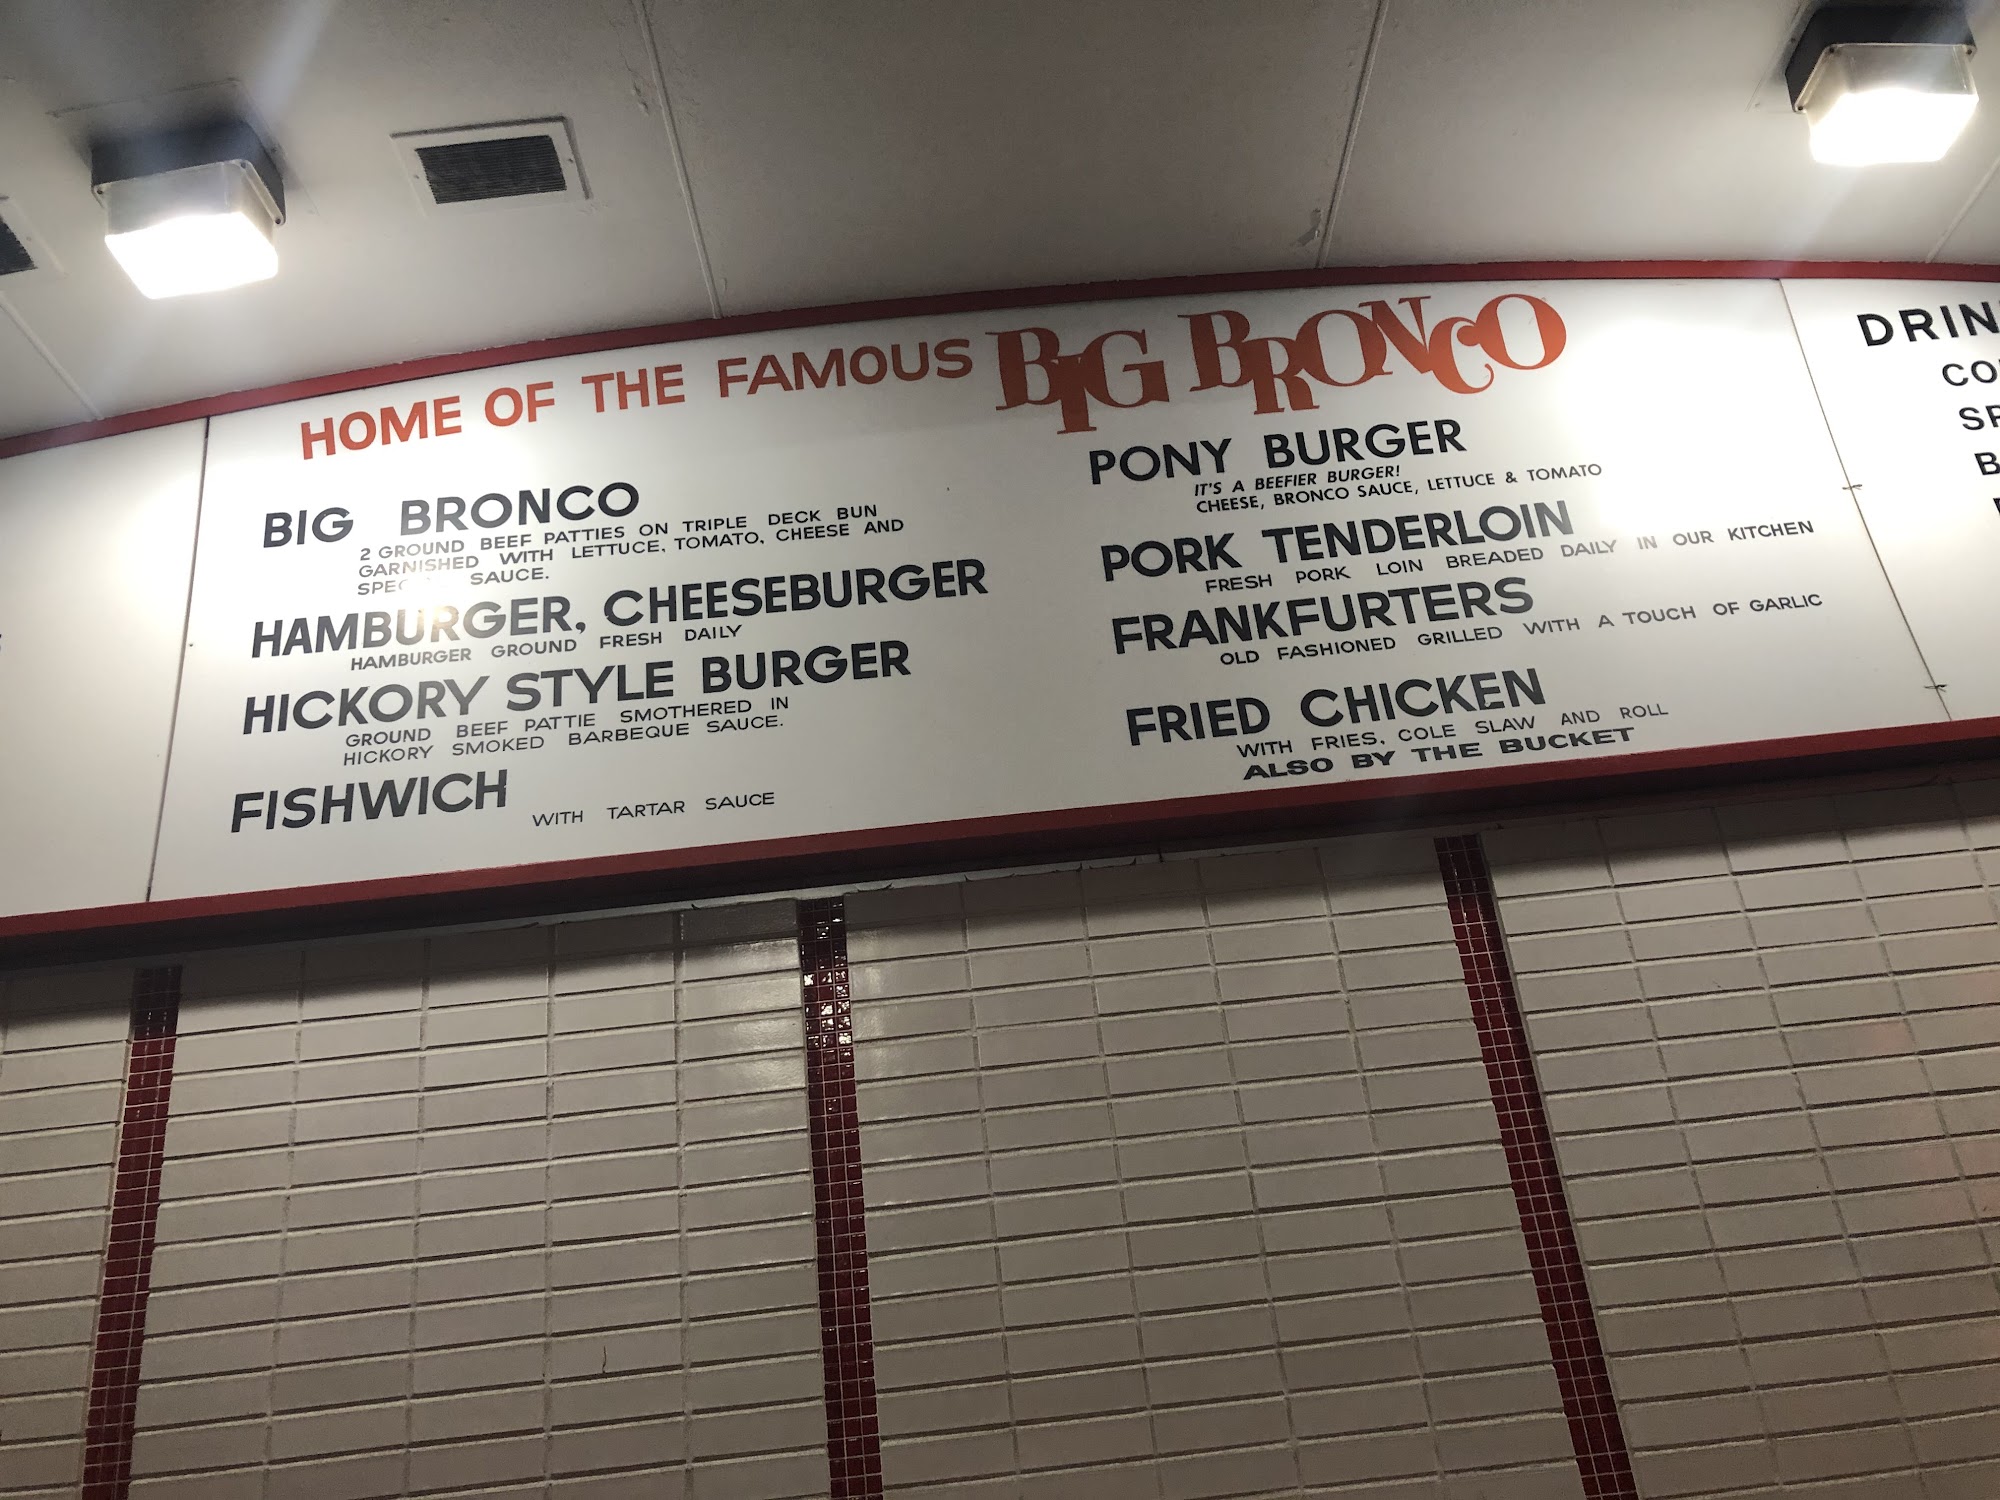 HOME OF THE FAMOUS BIG BRONCO
BIG BRONCO
2 GROUND BEEF PATTIES ON TRIPLE DECK BUN
GARNISHED WITH LETTUCE, TOMATO, CHEESE AND
SAUCE.
HAMBURGER, CHEESEBURGER
HAMBURGER GROUND FRESH DAILY
HICKORY STYLE BURGER
GROUND BEEF PATTIE SMOTHERED IN
HICKORY SMOKED BARBEQUE SAUCE.
FISHWICH
WITH TARTAR SAUCE
PONY BURGER
IT'S A BEEFIER BURGER!
CHEESE, BRONCO SAUCE, LETTUCE & TOMATO
PORK TENDERLOIN
FRESH PORK LOIN BREADED DAILY IN OUR KITCHEN
FRANKFURTERS
OLD FASHIONED GRILLED WITH A TOUCH OF GARLIC
FRIED CHICKEN
WITH FRIES, COLE SLAW AND ROLL
ALSO BY THE BUCKET